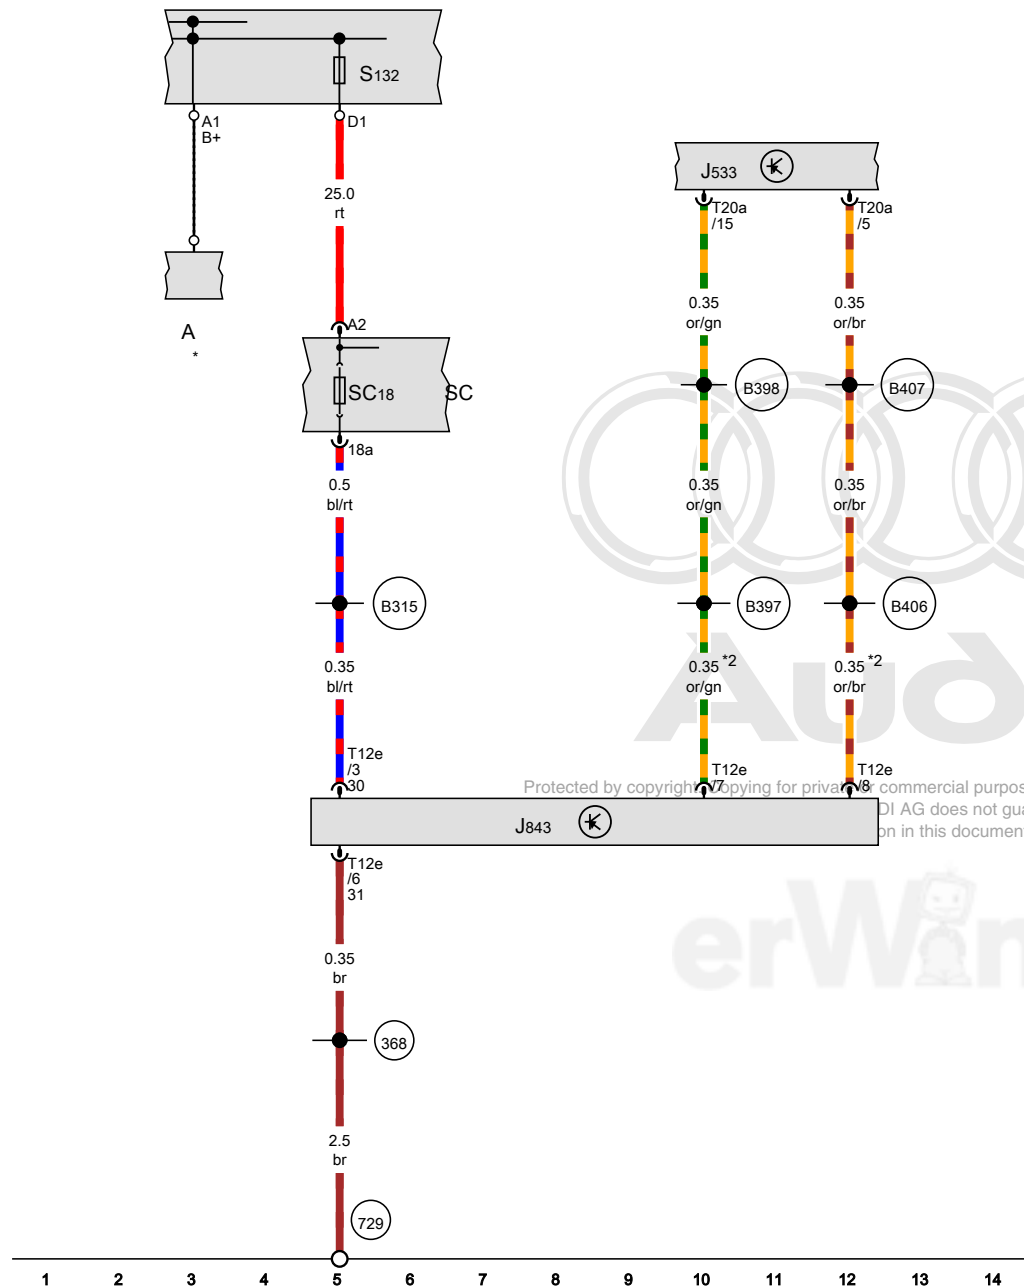 S132
A1
B+
D1
25.0
rt
J533
T20a
/15
T20a
/5
A
*
A2
SC18
SC
18a
0.35
or/gn
0.35
or/br
B398
B407
0.5
bl/rt
0.35
or/gn
0.35
or/br
B315
B397
B406
0.35
bl/rt
0.35 *2
or/gn
0.35 *2
or/br
Aud
T12e
/3
30
T12e
/7
T12e
/8
Protected by copyright. Copying for private or commercial purpos
DI AG does not gua
on in this document
J843
T12e
/6
31
erWin
0.35
br
368
2.5
br
729
1 2 3 4 5 6 7 8 9 10 11 12 13 14